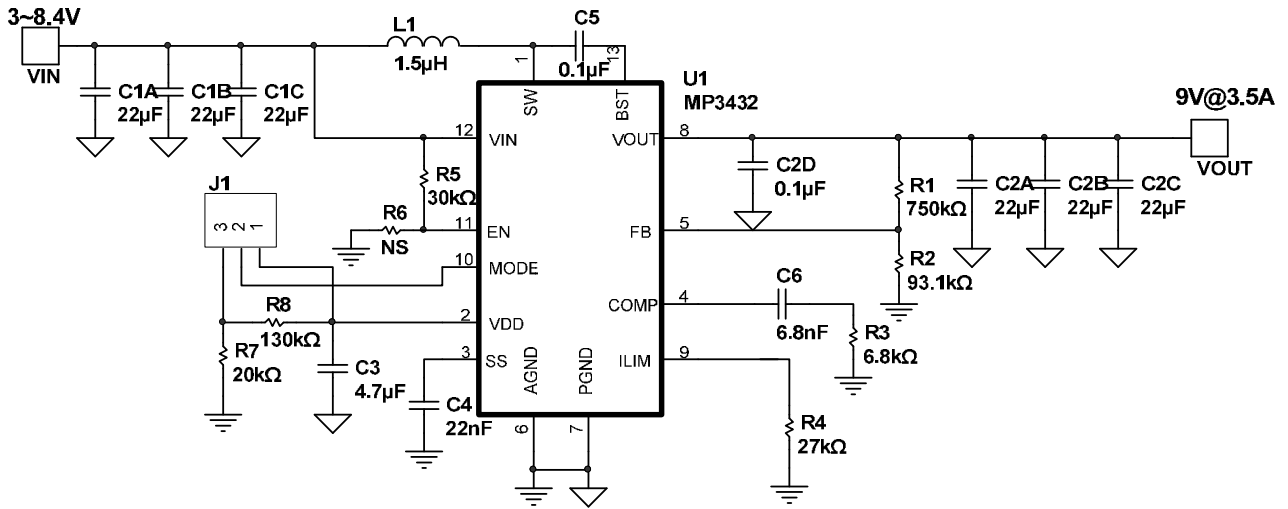 3~8.4V
VIN
C1A
22µF
C1B
22µF
C1C
22µF
L1
1.5µH
C5
0.1µF
1
13
SW
BST
U1
MP3432
12
VIN
VOUT
8
9V@3.5A
VOUT
R5
30kΩ
C2D
0.1µF
R1
750kΩ
C2A
22µF
C2B
22µF
C2C
22µF
J1
3
2
1
R6
NS
11
EN
FB
5
10
MODE
R2
93.1kΩ
COMP
4
C6
6.8nF
R3
6.8kΩ
R8
130kΩ
2
VDD
R7
20kΩ
C3
4.7µF
3
SS
C4
22nF
AGND
PGND
6
7
ILIM
9
R4
27kΩ